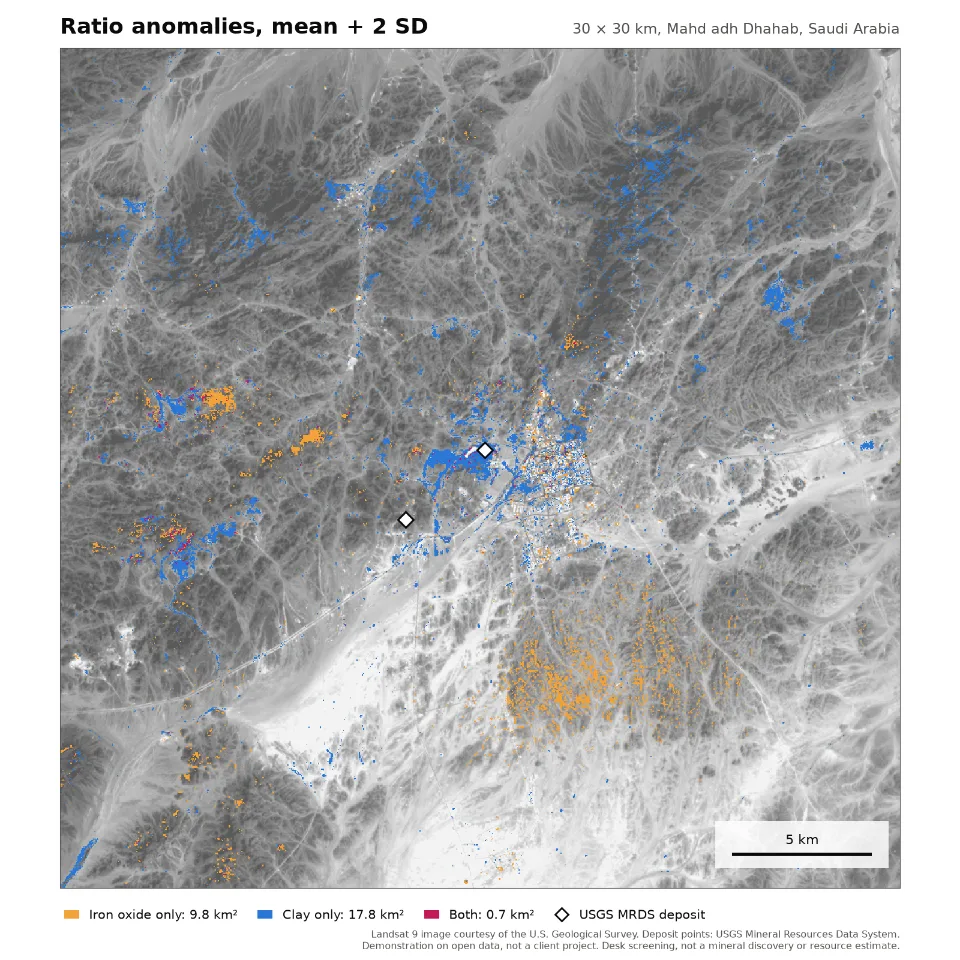 Ratio anomalies, mean + 2 SD
30 × 30 km, Mahd adh Dhahab, Saudi Arabia
5 km
Iron oxide only: 9.8 km²
Clay only: 17.8 km²
Both: 0.7 km²
USGS MRDS deposit
Landsat 9 image courtesy of the U.S. Geological Survey. Deposit points: USGS Mineral Resources Data System.
Demonstration on open data, not a client project. Desk screening, not a mineral discovery or resource estimate.